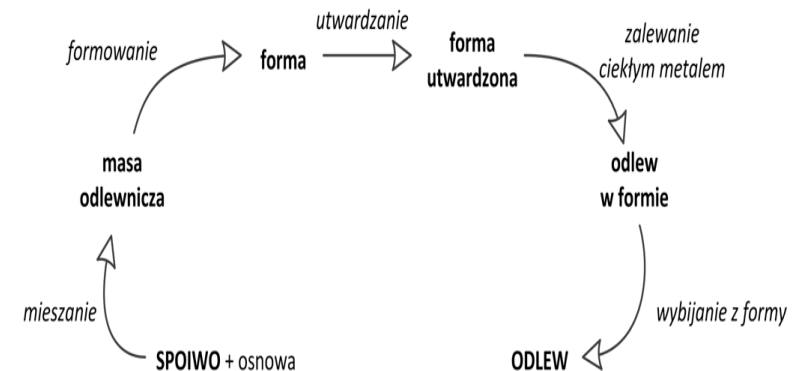 SPOIWO + osnowa
mieszanie
masa
odlewnicza
formowanie
forma
utwardzanie
forma
utwardzona
zalewanie
ciekłym metalem
odlew
w formie
wybijanie z formy
ODLEW